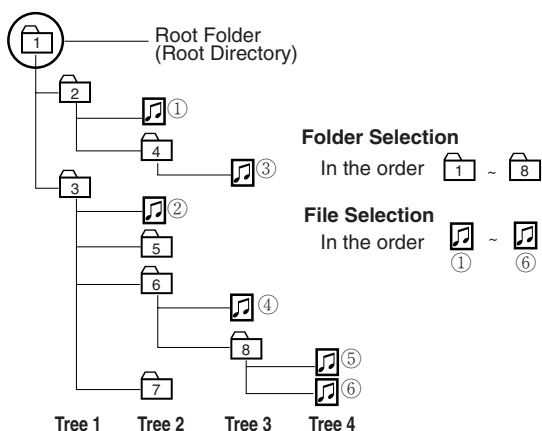 1
Root Folder
(Root Directory)
2
①
4
③
Folder Selection
In the order 1 ~ 8
3
②
File Selection
In the order ~
① ⑥
5
6
④
8
⑤
7
⑥
Tree 1 Tree 2 Tree 3 Tree 4